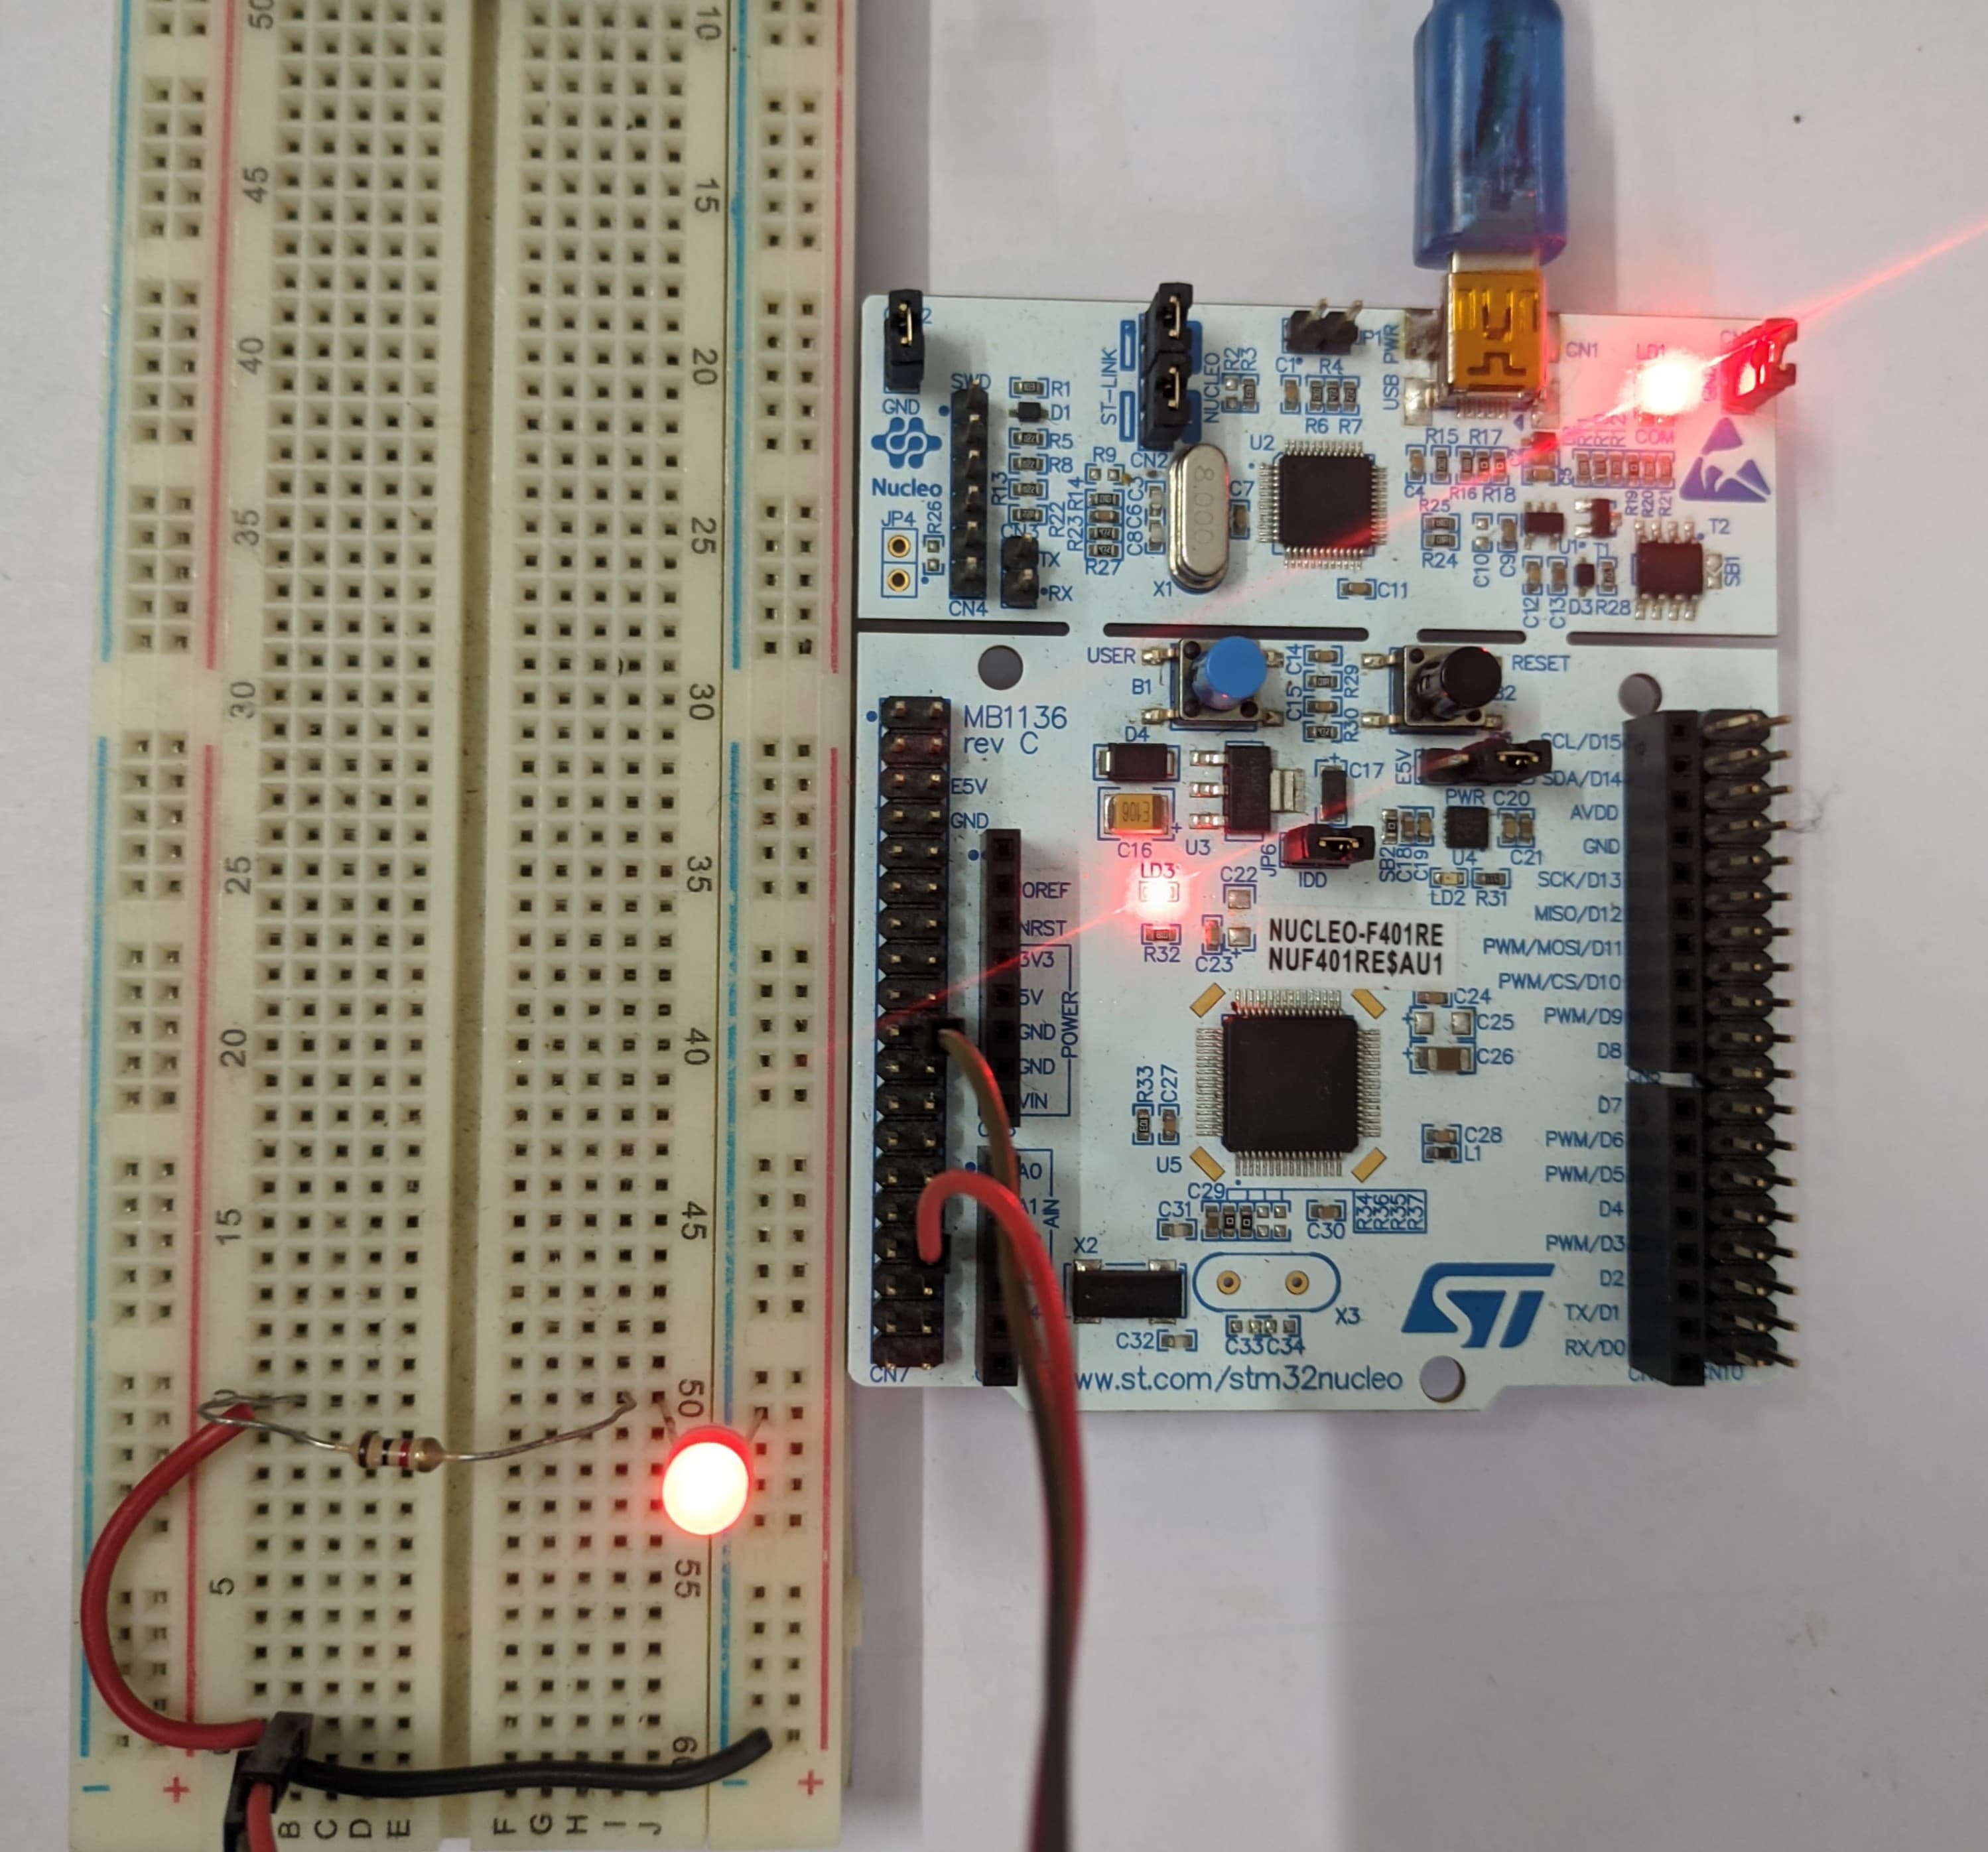 50
45
40
35
30
25
20
15
5
B
C
D
E
10
15
20
25
30
35
40
45
50
55
F
G
H
I
J
+
+
GND
Nucleo
JP4
R26
SWD
CN4
R1
D1
R5
R8
R13
R22
TX
RX
ST-LINK
NUCLEO
CN2
R2
R3
R9
R14
R23
R27
C3
C6
C8
C7
8.000
X1
U2
R4
R6 R7
JP1
USB PWR
CN1
LD1
COM
R15 R17
C4
R16 R18
R25
R24
C10
C9
C11
C12
C13
D3 R28
R19
R20
R21
T2
SB1
USER
B1
C14
R29
C15
R30
RESET
MB1136
rev C
E5V
GND
D4
C16
E106
U3
C17
E5V
PWR
C20
JP6
IDD
SB2
C18
C19
U4
C21
LD2 R31
LD3
R32
C22
C23
NUCLEO-F401RE
NUF401RE$AU1
NRST
3V3
5V
GND
GND
VIN
POWER
A0
AIN
R33
C27
U5
C24
C25
C26
C28
L1
C29
C31
C30
R34
R36
R35
R37
X2
X3
C32
C33 C34
SCL/D15
SDA/D14
AVDD
GND
SCK/D13
MISO/D12
PWM/MOSI/D11
PWM/CS/D10
PWM/D9
D8
D7
PWM/D6
PWM/D5
D4
PWM/D3
D2
TX/D1
RX/D0
ST
CN7
ww.st.com/stm32nucleo
CN10